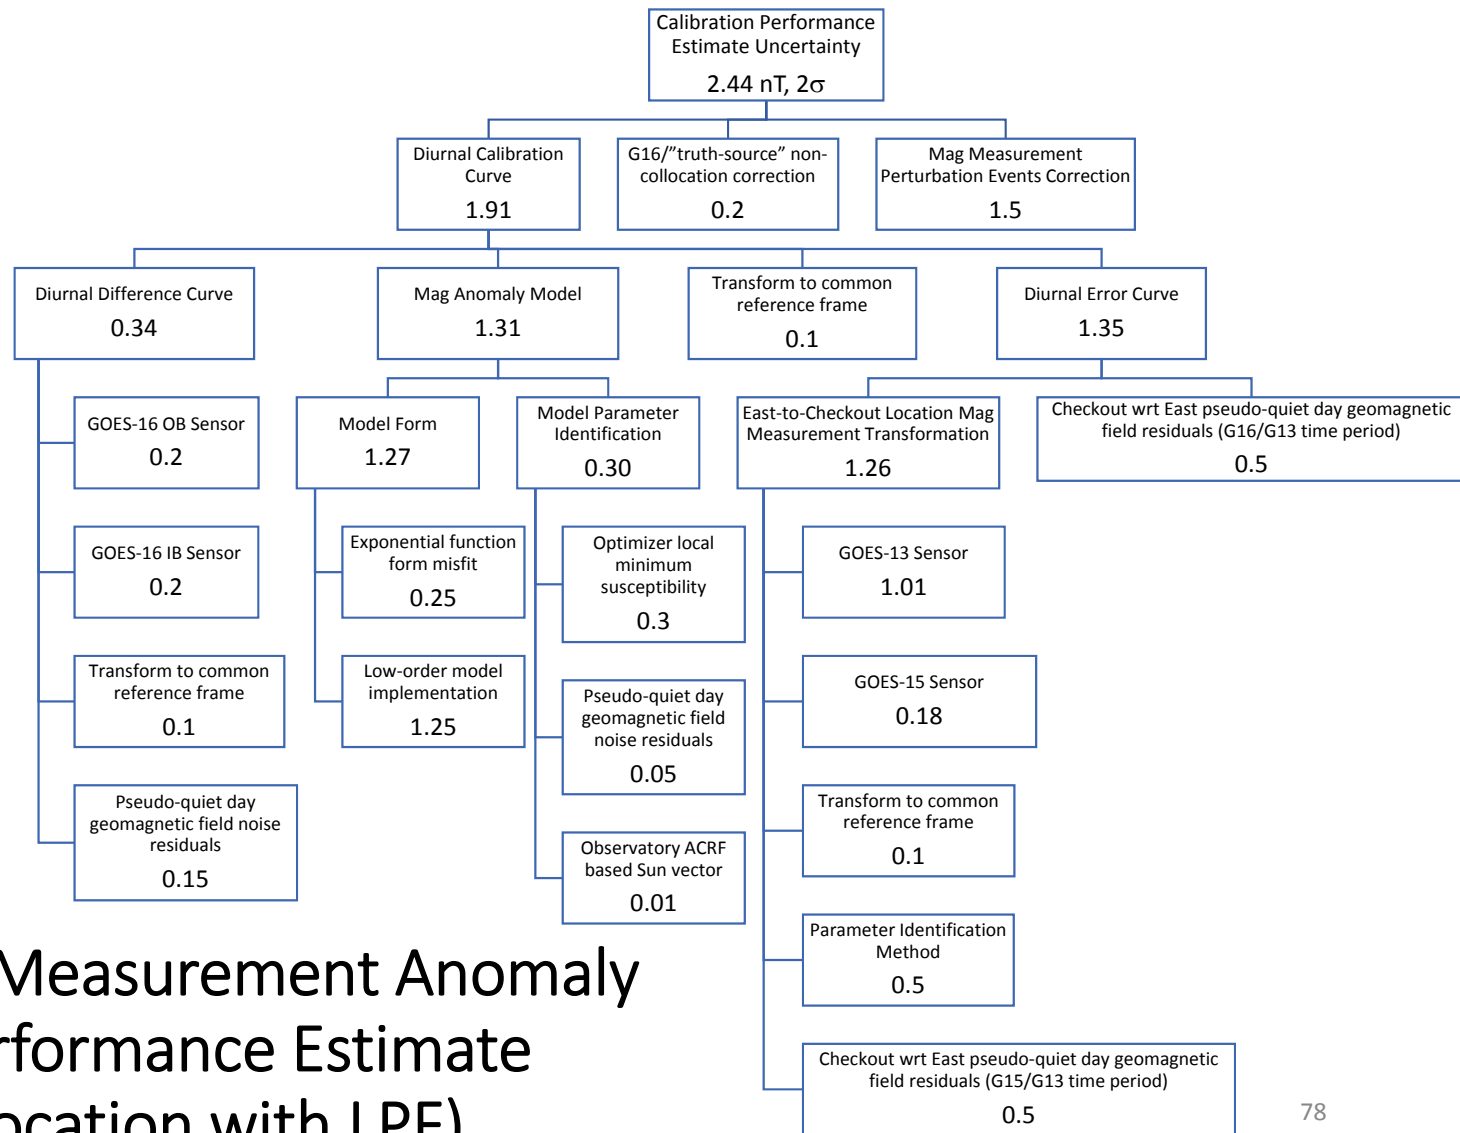 Calibration Performance
Estimate Uncertainty
2.44 nT, 2σ
Diurnal Calibration
Curve
1.91
G16/”truth-source” non-
collocation correction
0.2
Mag Measurement
Perturbation Events Correction
1.5
Diurnal Difference Curve
0.34
Mag Anomaly Model
1.31
Transform to common
reference frame
0.1
Diurnal Error Curve
1.35
GOES-16 OB Sensor
0.2
GOES-16 IB Sensor
0.2
Transform to common
reference frame
0.1
Pseudo-quiet day
geomagnetic field noise
residuals
0.15
Model Form
1.27
Exponential function
form misfit
0.25
Low-order model
implementation
1.25
Model Parameter
Identification
0.30
Optimizer local
minimum
susceptibility
0.3
Pseudo-quiet day
geomagnetic field
noise residuals
0.05
Observatory ACRF
based Sun vector
0.01
East-to-Checkout Location Mag
Measurement Transformation
1.26
GOES-13 Sensor
1.01
GOES-15 Sensor
0.18
Transform to common
reference frame
0.1
Parameter Identification
Method
0.5
Checkout wrt East pseudo-quiet day geomagnetic
field residuals (G15/G13 time period)
0.5
Checkout wrt East pseudo-quiet day geomagnetic
field residuals (G16/G13 time period)
0.5
Measurement Anomaly
rformance Estimate
ocation with LPF)
78